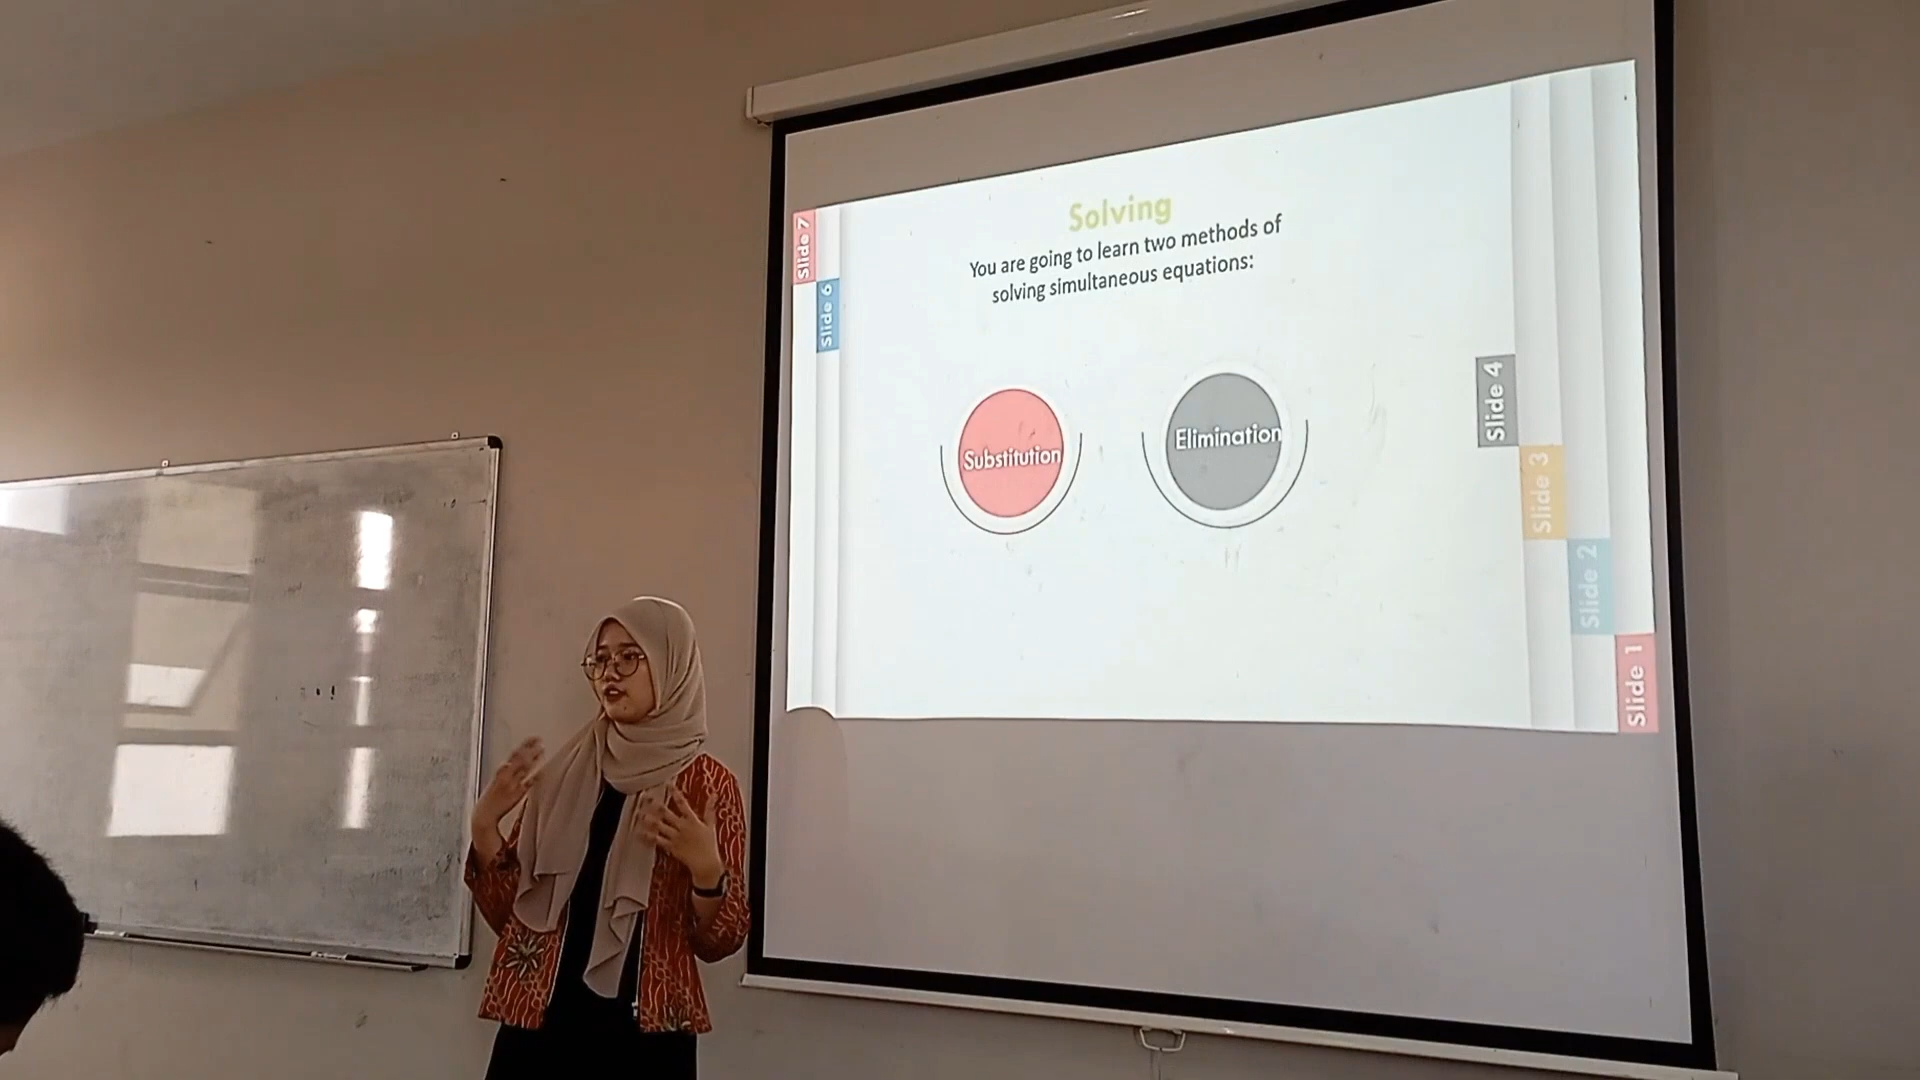 Solving
You are going to learn two methods of
solving simultaneous equations:
Substitution
Elimination
Slide 7
Slide 6
Slide 4
Slide 3
Slide 2
Slide 1